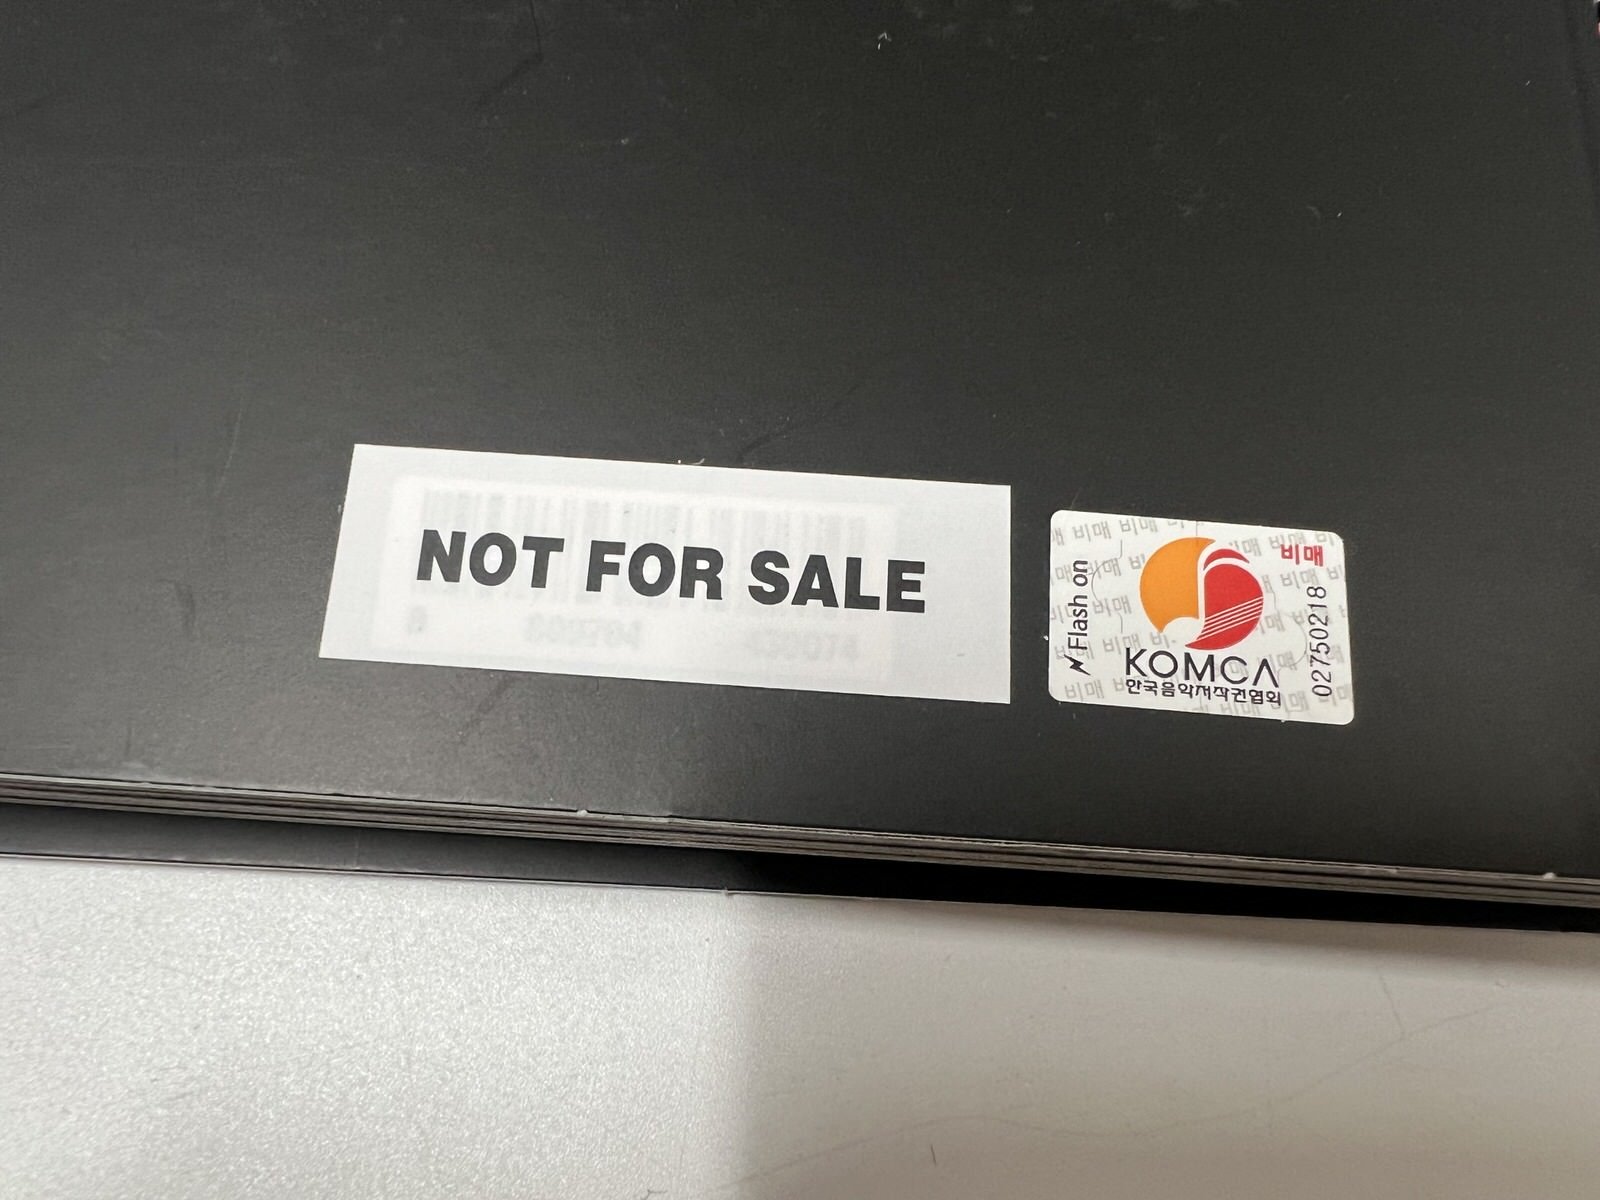 NOT FOR SALE
Flash on
비매
KOMCA
한국음악저작권협회
02750218